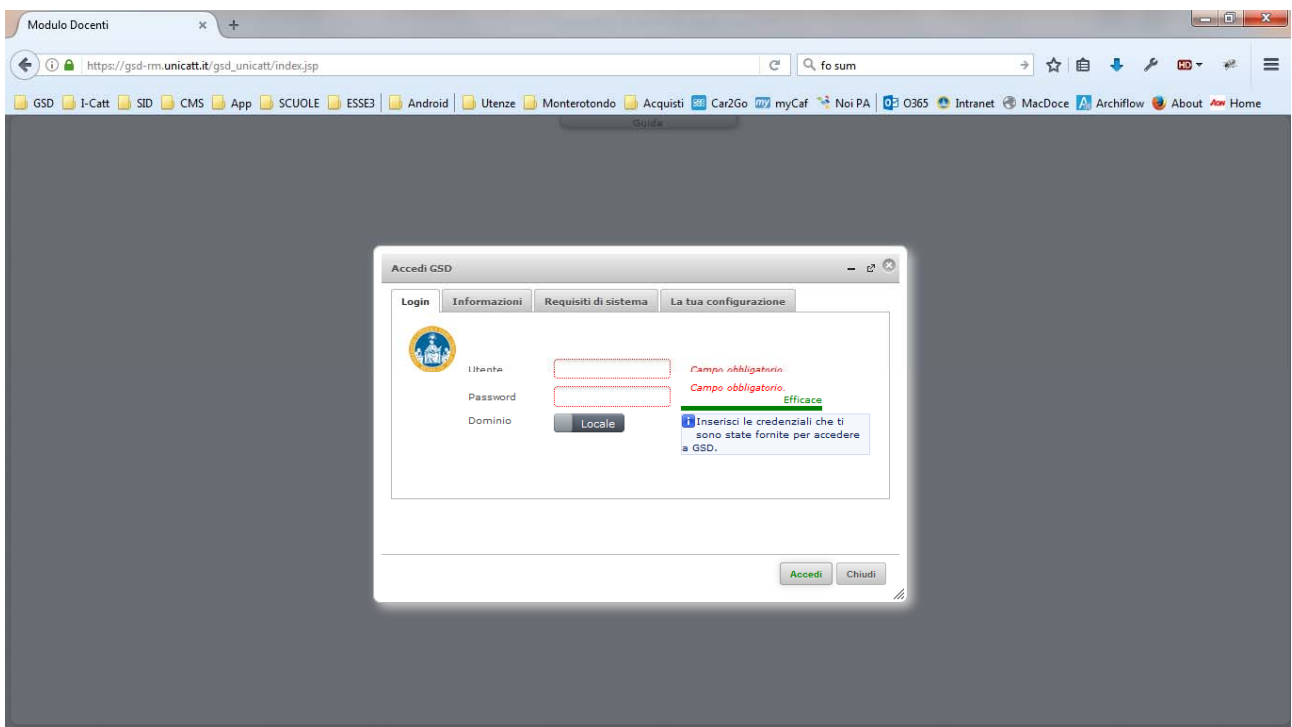 Modulo Docenti
https://gsd-rm.unicatt.it/gsd_unicatt/index.jsp
fo sum
GSD I-Catt SID CMS App SCUOLE ESSE3 Android Utenze Monterotondo Acquisti Car2Go myCaf Noi PA O365 Intranet MacDoce Archiflow About Home
Guida
Accedi GSD
Login Informazioni Requisiti di sistema La tua configurazione
Utente Campo obbligatorio.
Password Campo obbligatorio.
Efficace
Dominio Locale
Inserisci le credenziali che ti
sono state fornite per accedere
a GSD.
Accedi Chiudi